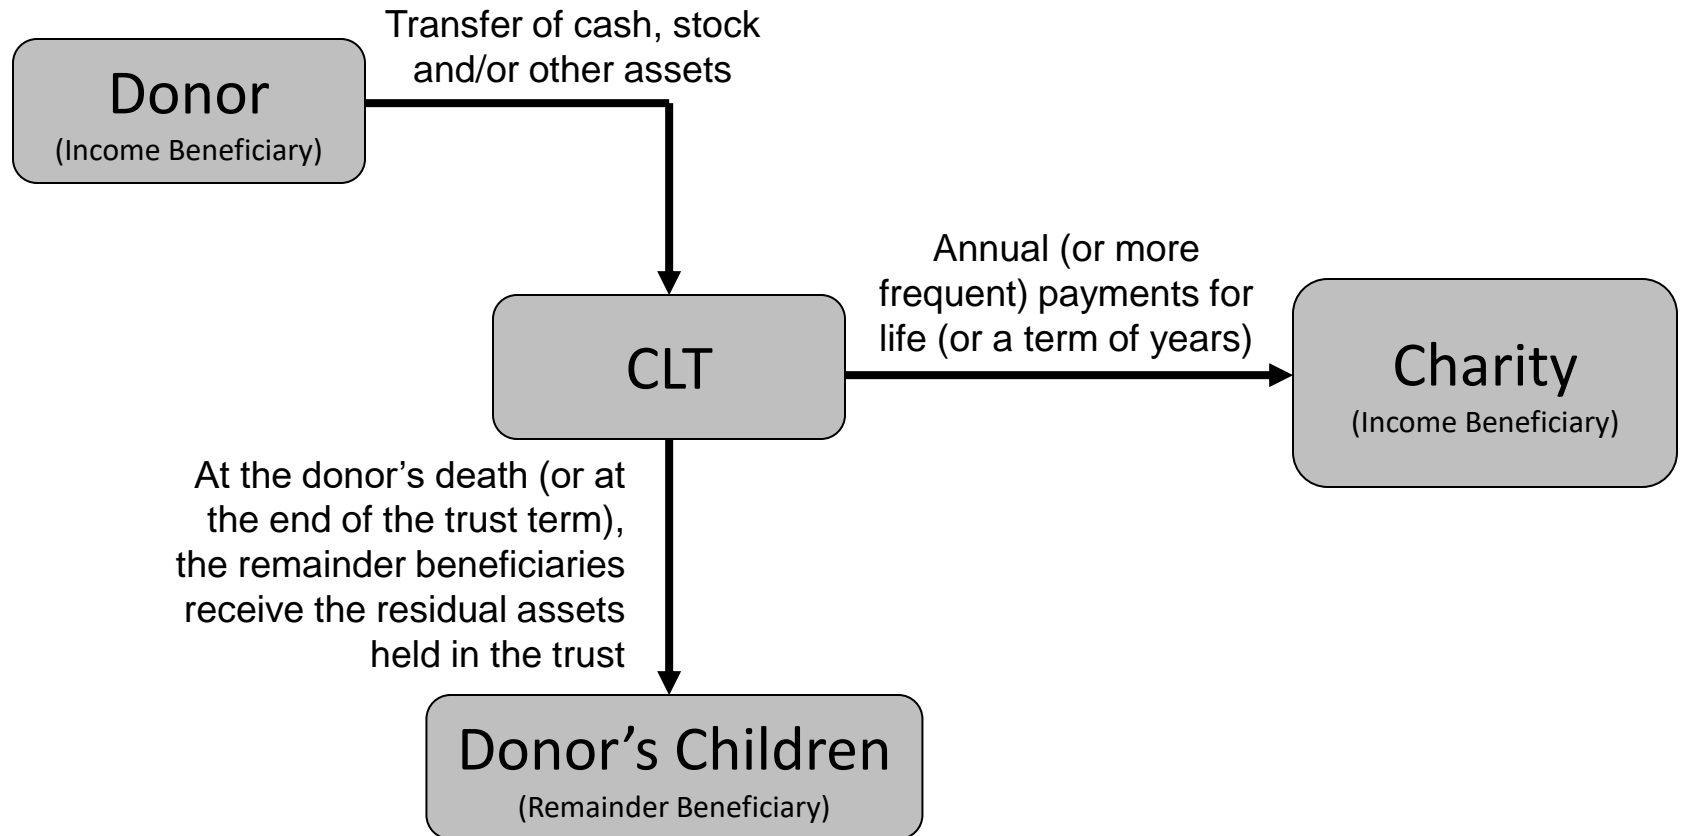 Transfer of cash, stock
and/or other assets
Donor
(Income Beneficiary)
Annual (or more
frequent) payments for
life (or a term of years)
CLT
Charity
(Income Beneficiary)
At the donor’s death (or at
the end of the trust term),
the remainder beneficiaries
receive the residual assets
held in the trust
Donor’s Children
(Remainder Beneficiary)